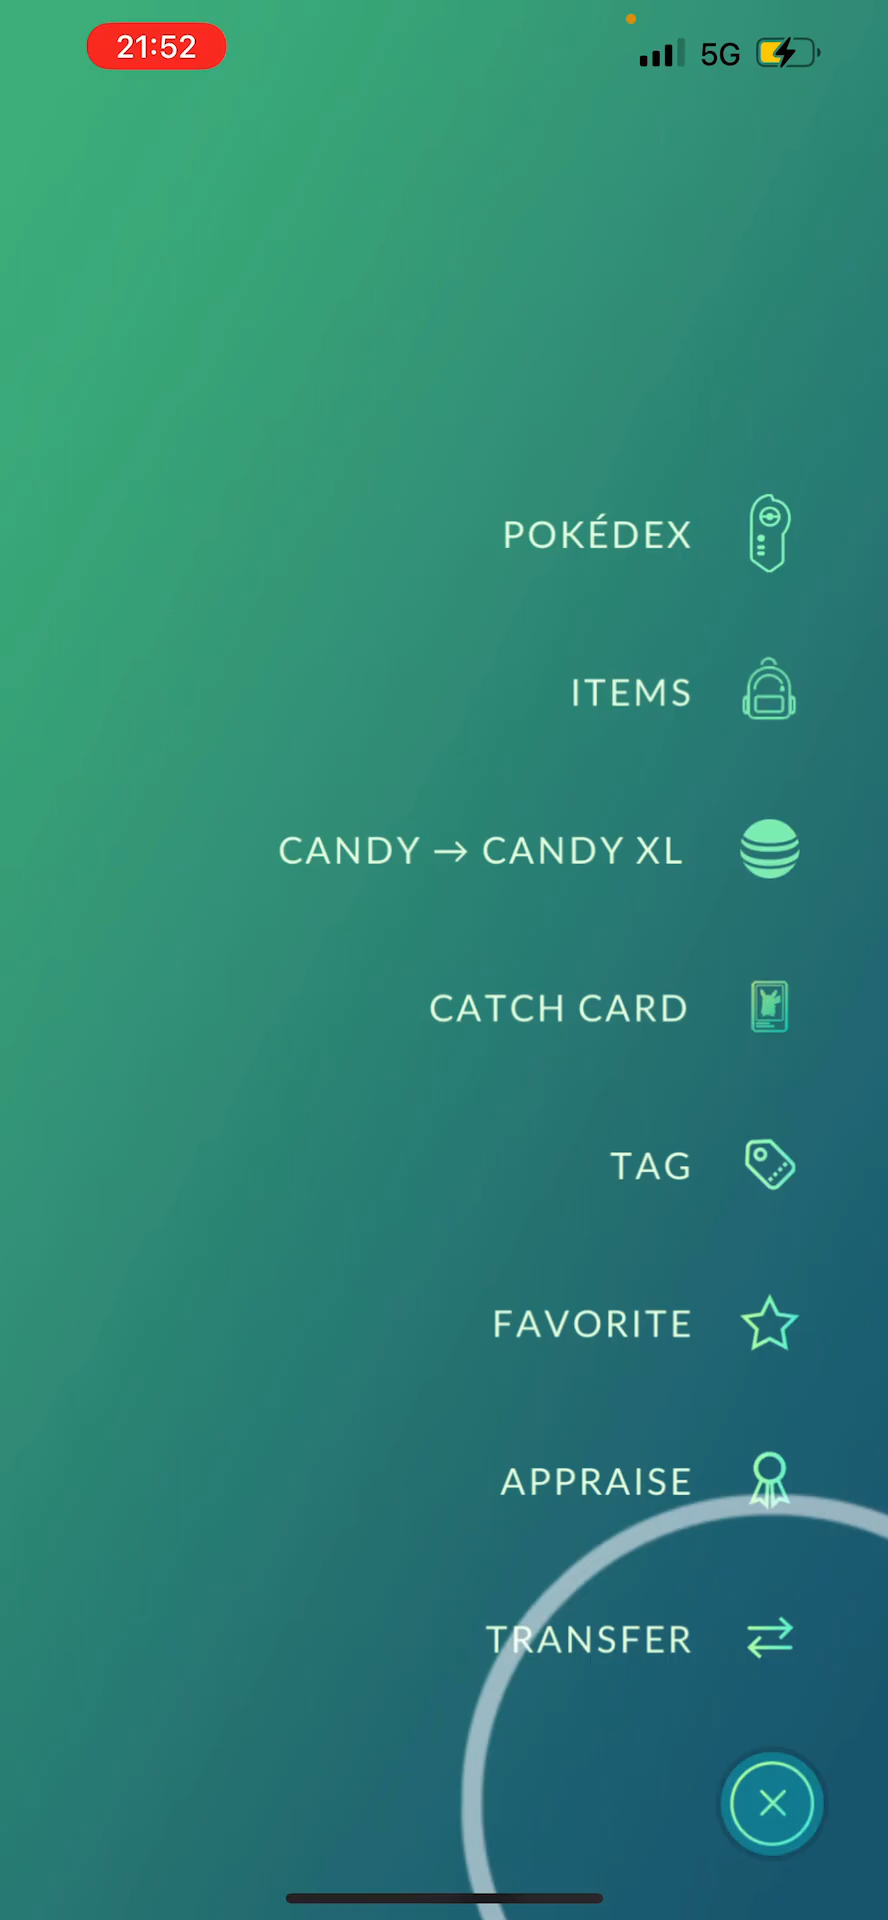 21:52
5G
POKÉDEX
ITEMS
CANDY → CANDY XL
CATCH CARD
TAG
FAVORITE
APPRAISE
TRANSFER